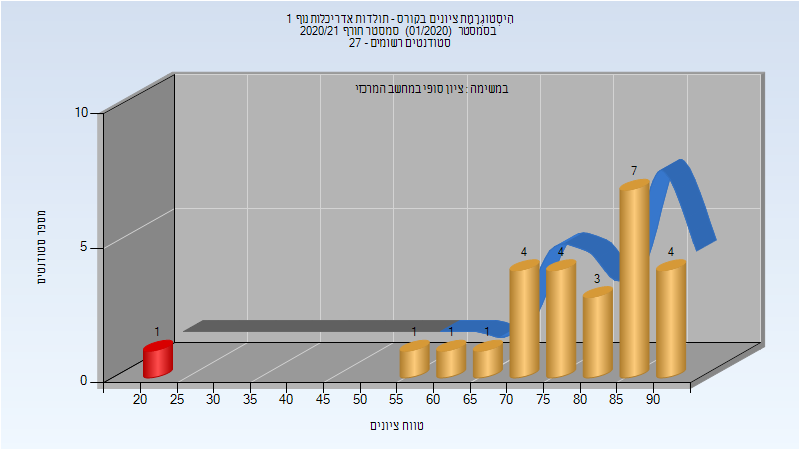 הִיסְטוֹגְרָמַת ציונים בקורס - תולדות אדריכלות נוף 1
בסמסטר (01/2020) סמסטר חורף 2020/21
סטודנטים רשומים - 27
במשימה : ציון סופי במחשב המרכזי
מספר סטודנטים
10
5
0
1
1
1
1
4
4
3
7
4
20 25 30 35 40 45 50 55 60 65 70 75 80 85 90
טווח ציונים